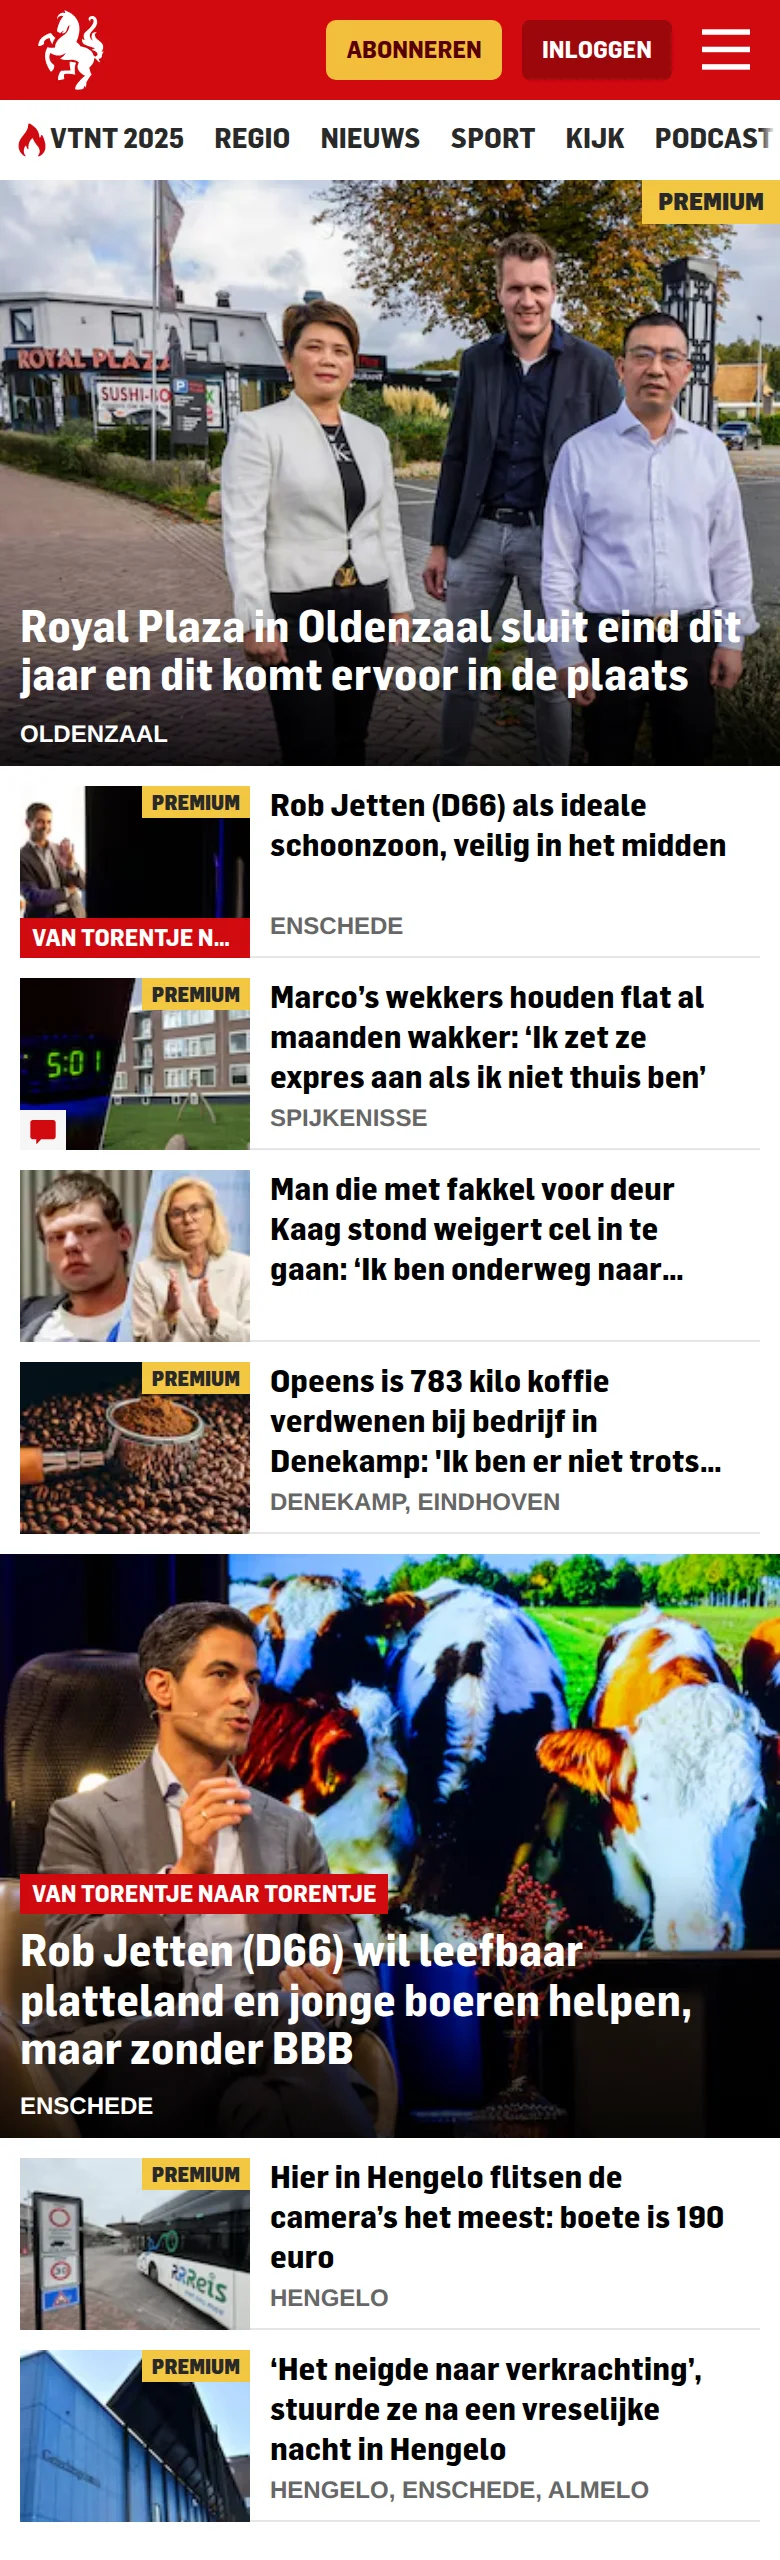 ABONNEREN
INLOGGEN
VTNT 2025 REGIO NIEUWS SPORT KIJK PODCAST
PREMIUM
ROYAL PLAZA
SUSHI-BO
P
Royal Plaza in Oldenzaal sluit eind dit
jaar en dit komt ervoor in de plaats
OLDENZAAL
PREMIUM
VAN TORENTJE N...
Rob Jetten (D66) als ideale
schoonzoon, veilig in het midden
ENSCHEDE
PREMIUM
5:01
Marco’s wekkers houden flat al
maanden wakker: ‘Ik zet ze
expres aan als ik niet thuis ben’
SPIJKENISSE
Man die met fakkel voor deur
Kaag stond weigert cel in te
gaan: ‘Ik ben onderweg naar...
PREMIUM
Opeens is 783 kilo koffie
verdwenen bij bedrijf in
Denekamp: 'Ik ben er niet trots...
DENEKAMP, EINDHOVEN
VAN TORENTJE NAAR TORENTJE
Rob Jetten (D66) wil leefbaar
platteland en jonge boeren helpen,
maar zonder BBB
ENSCHEDE
PREMIUM
RRReis
Hier in Hengelo flitsen de
camera’s het meest: boete is 190
euro
HENGELO
PREMIUM
‘Het neigde naar verkrachting’,
stuurde ze na een vreselijke
nacht in Hengelo
HENGELO, ENSCHEDE, ALMELO